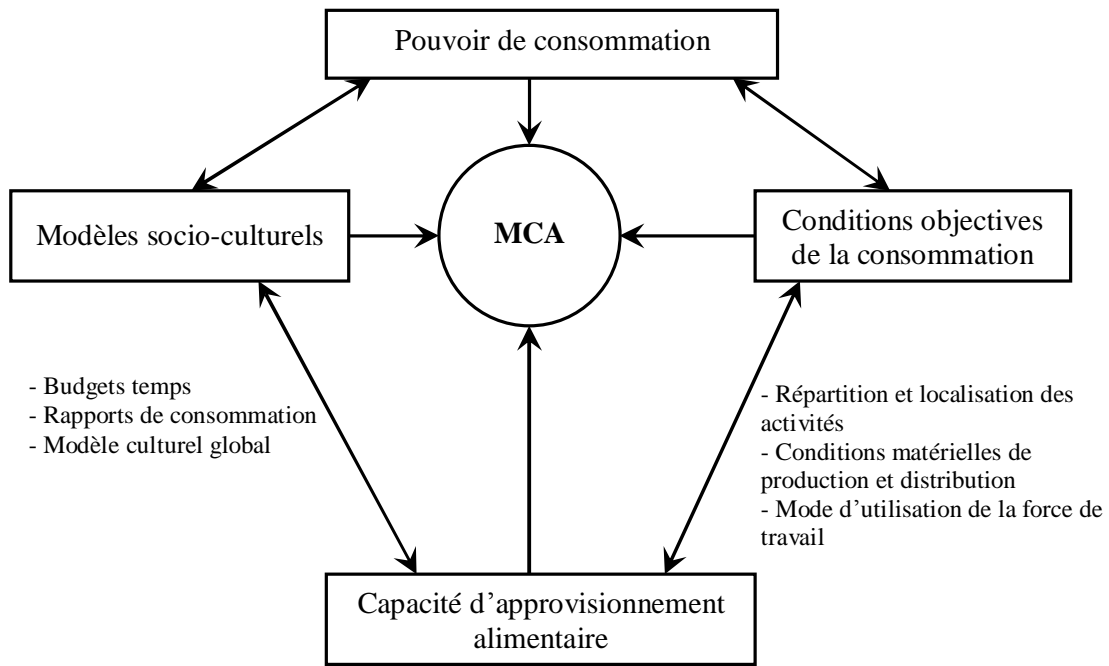 Pouvoir de consommation
Modèles socio-culturels
MCA
Conditions objectives
de la consommation
- Budgets temps
- Rapports de consommation
- Modèle culturel global
- Répartition et localisation des
activités
- Conditions matérielles de
production et distribution
- Mode d’utilisation de la force de
travail
Capacité d’approvisionnement
alimentaire